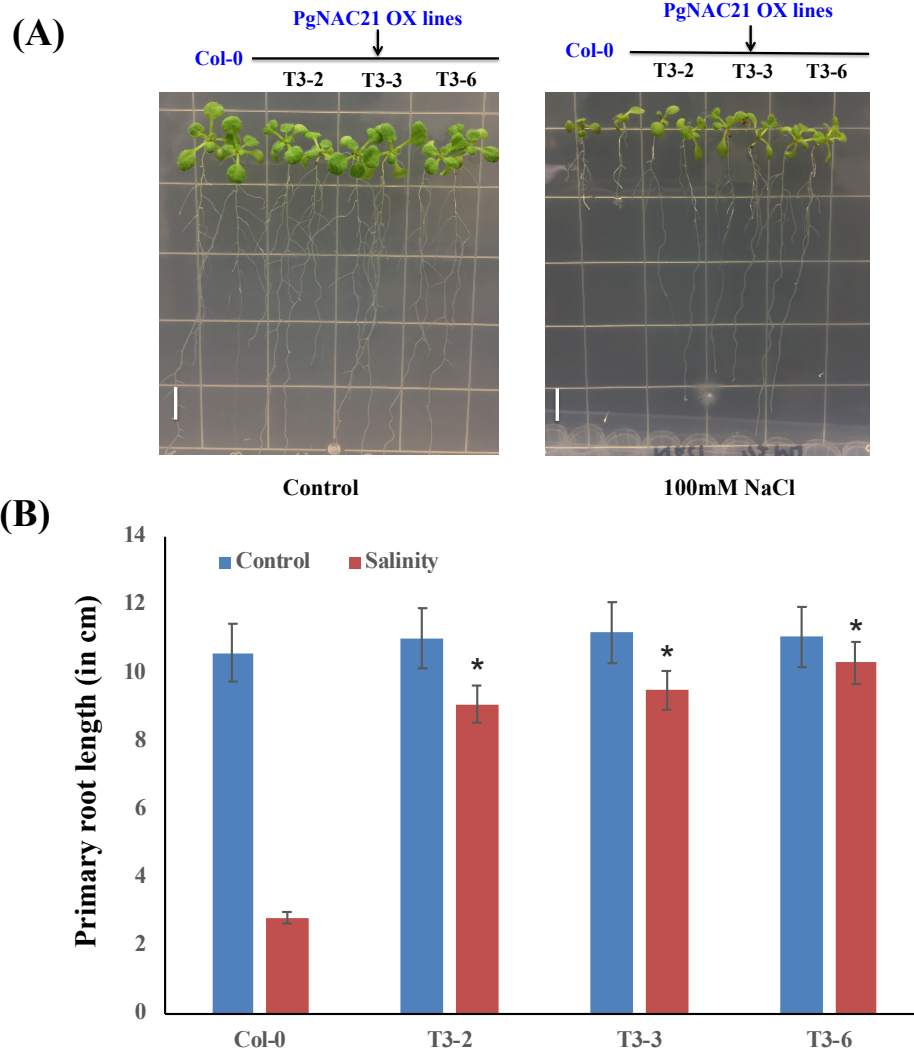 (A)
PgNAC21 OX lines
Col-0
T3-2 T3-3 T3-6
PgNAC21 OX lines
Col-0
T3-2 T3-3 T3-6
Control
100mM NaCl
(B)
Primary root length (in cm)
14
12
10
8
6
4
2
0
Control Salinity
*
*
*
Col-0 T3-2 T3-3 T3-6